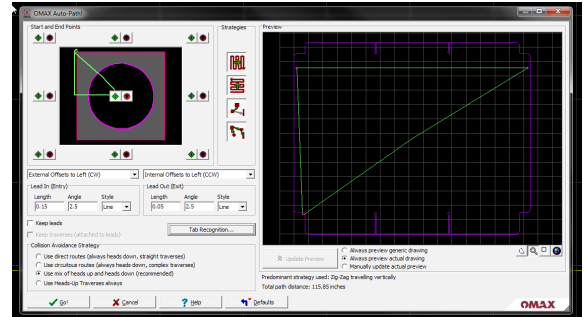 OMAX Auto-Path!
Start and End Points
Strategies
Preview
External Offsets to Left (CW)
Internal Offsets to Left (CCW)
Lead In (Entry)
Lead Out (Exit)
Length Angle Style
Length Angle Style
0.15 2.5 Line
0.05 2.5 Line
Keep leads
Keep traverses (attached to leads)
Tab Recognition...
Collision Avoidance Strategy
Use direct routes (always heads down, straight traverses)
Use circuitous routes (always heads down, complex traverses)
Use mix of heads up and heads down (recommended)
Use Heads-Up Traverses always
Update Preview
Always preview generic drawing
Always preview actual drawing
Manually update actual preview
Predominant strategy used: Zig-Zag travelling vertically
Total path distance: 115.85 inches
Go!
Cancel
Help
Defaults
OMAX